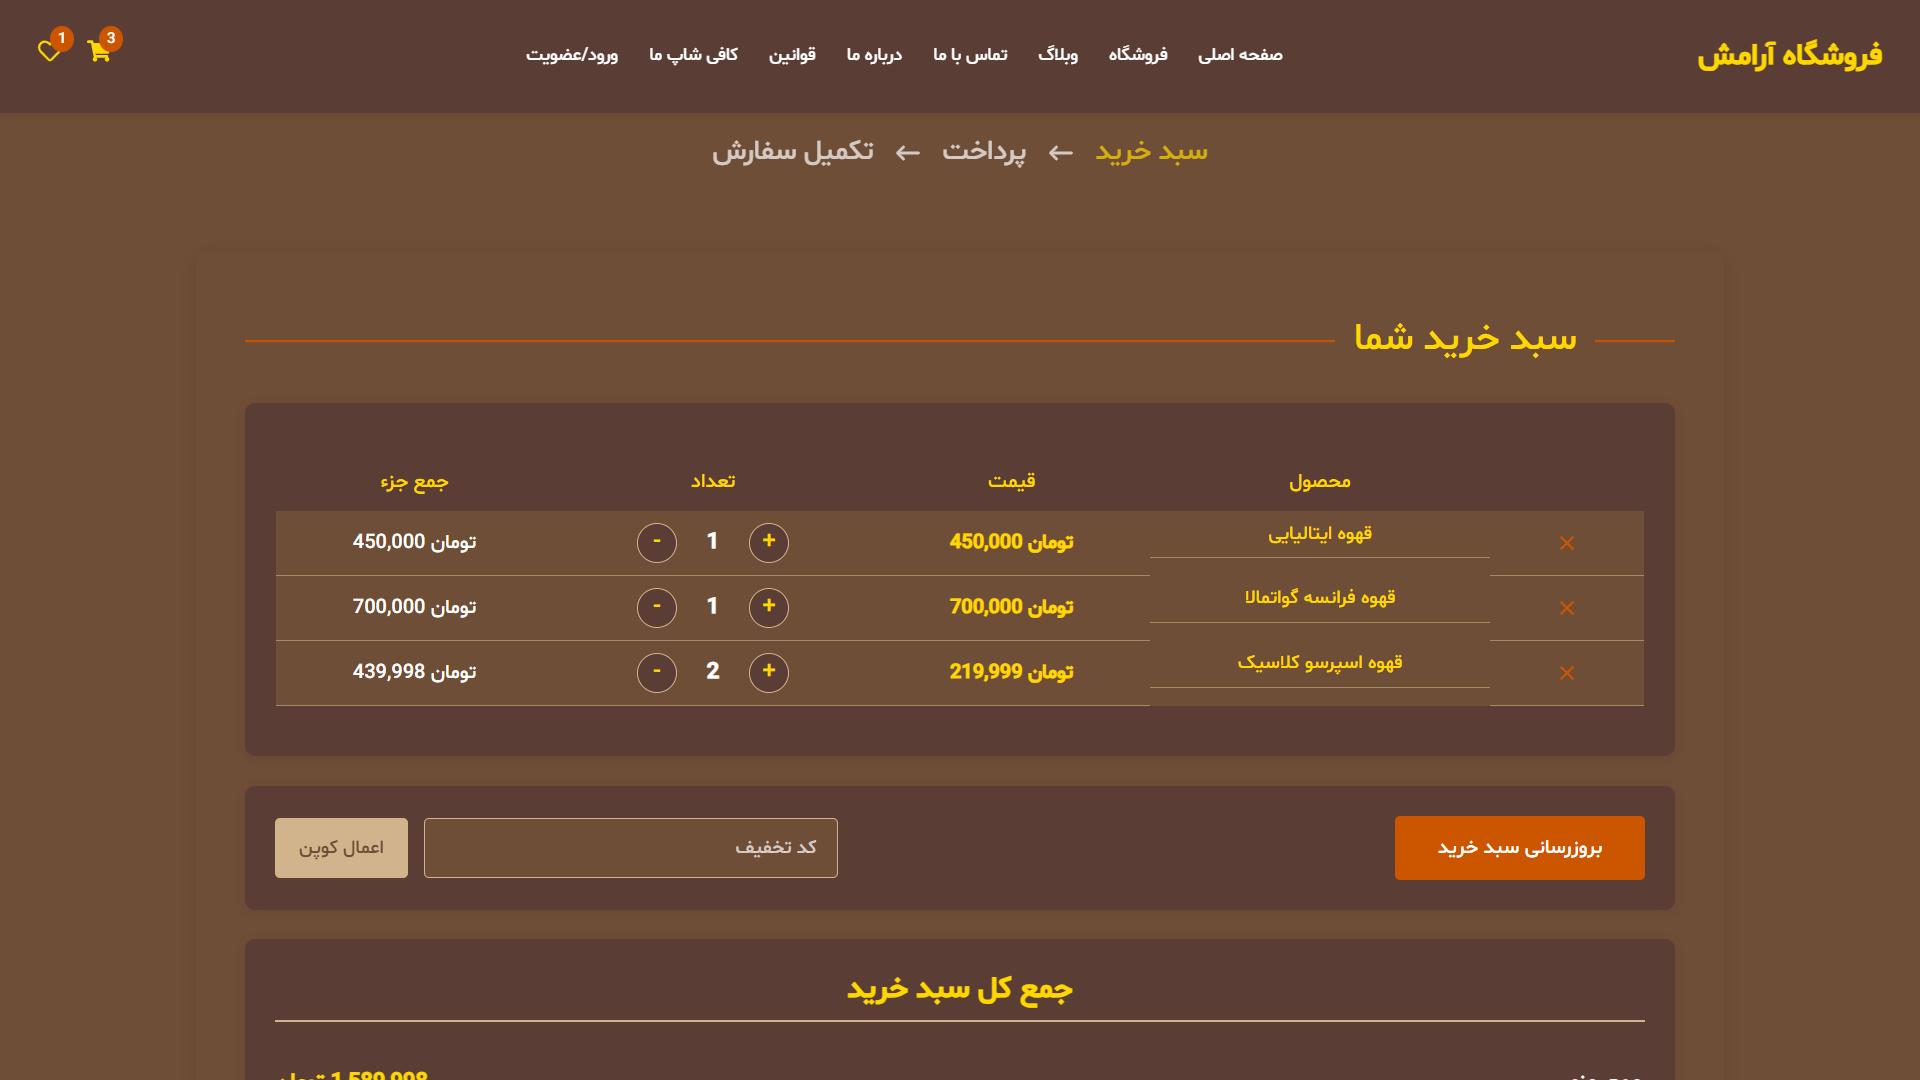 فروشگاه آرامش
صفحه اصلی فروشگاه وبلاگ تماس با ما درباره ما قوانین کافی شاپ ما ورود/عضویت
3 1
سبد خرید ← پرداخت ← تکمیل سفارش
سبد خرید شما
محصول قیمت تعداد جمع جزء
× قهوه ایتالیایی تومان 450,000 + 1 - تومان 450,000
× قهوه فرانسه گواتمالا تومان 700,000 + 1 - تومان 700,000
× قهوه اسپرسو کلاسیک تومان 219,999 + 2 - تومان 439,998
بروزرسانی سبد خرید کد تخفیف اعمال کوپن
جمع کل سبد خرید
1,589,998 تومان